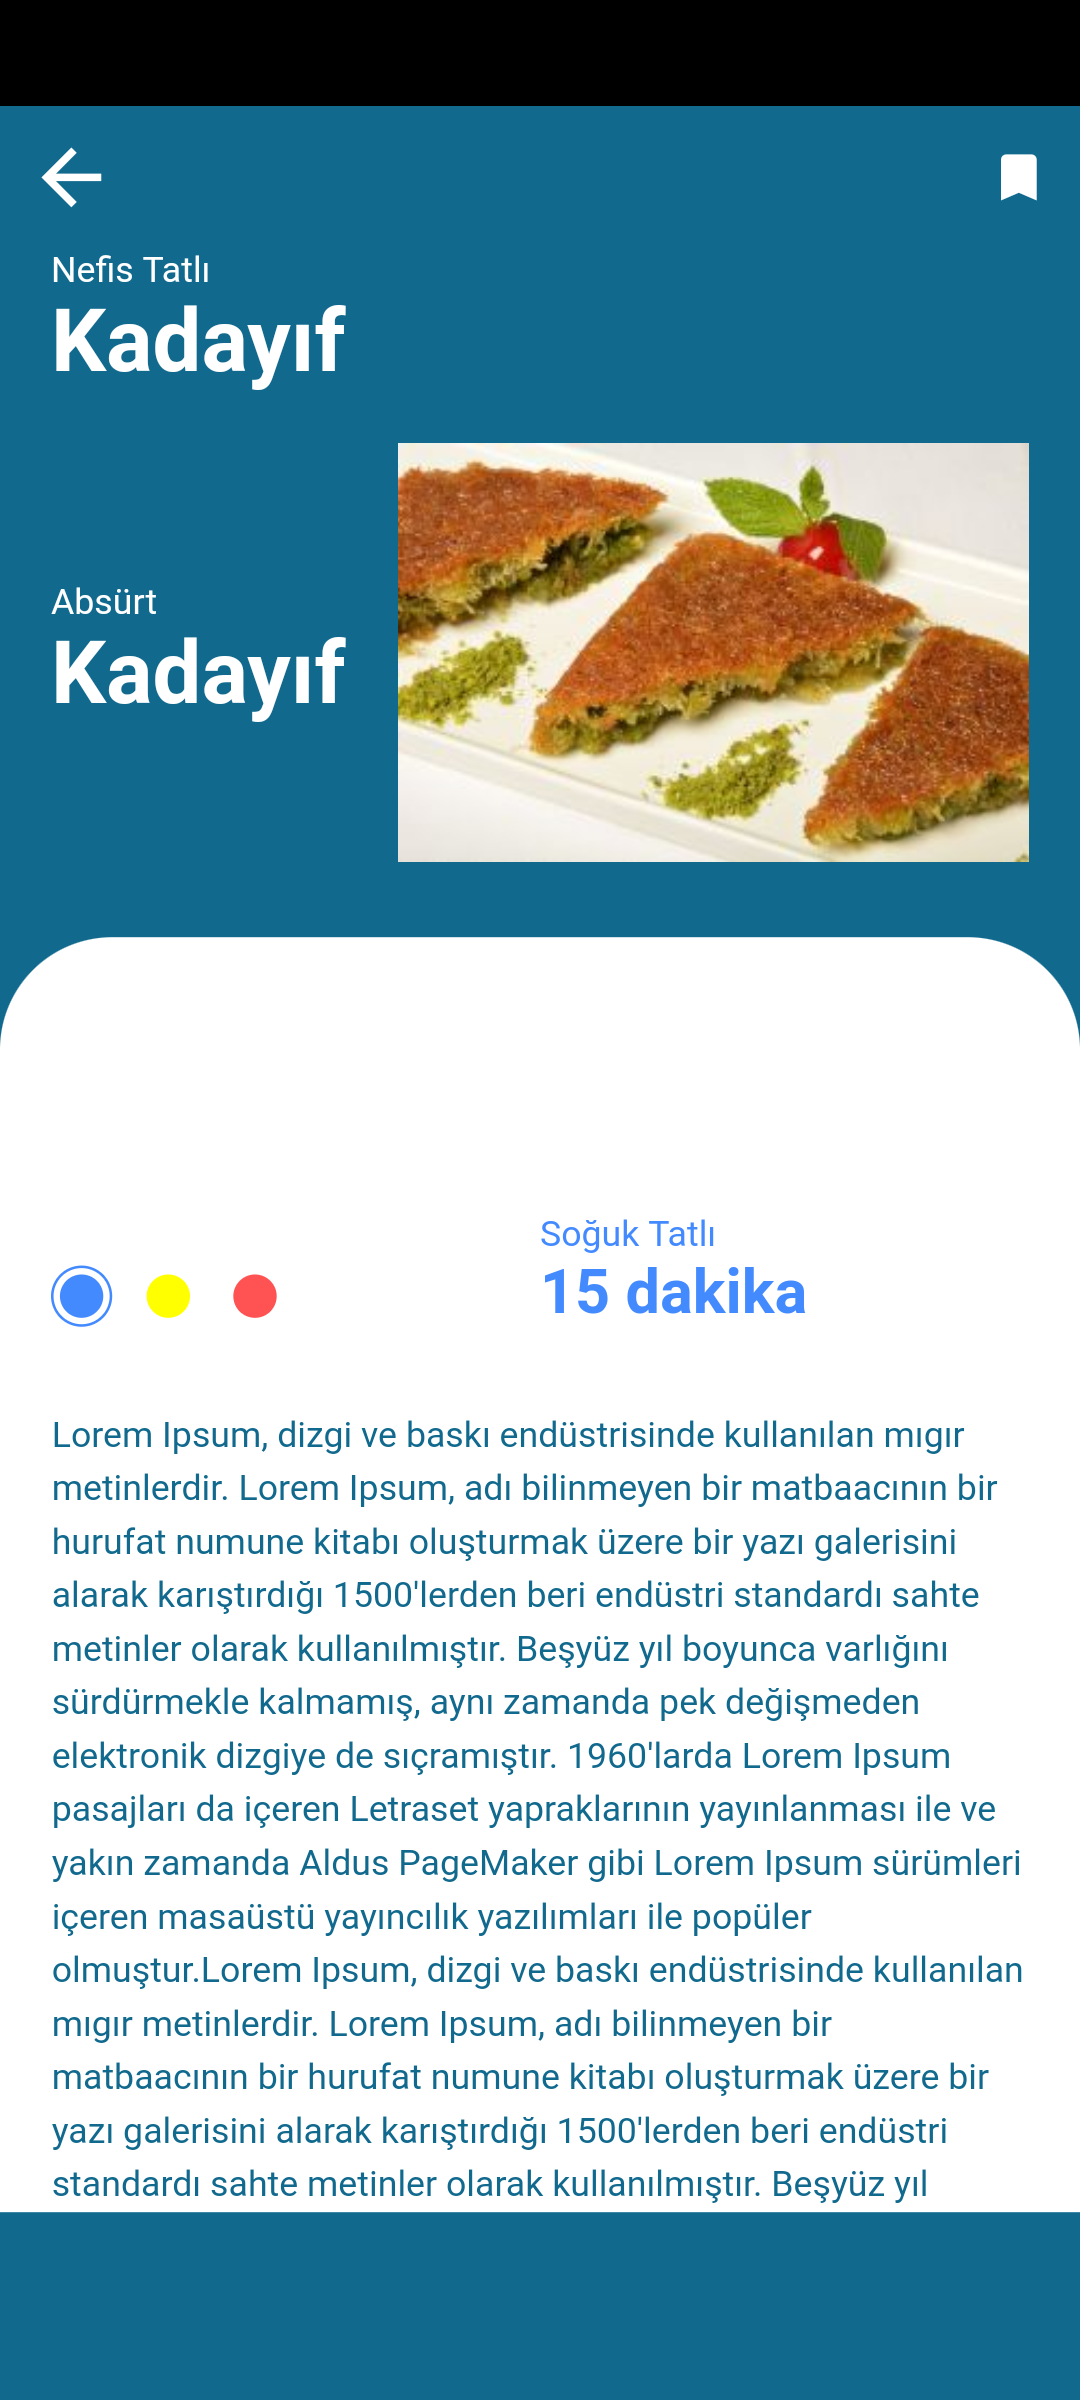 Nefis Tatlı
Kadayıf
Absürt
Kadayıf
Soğuk Tatlı
15 dakika
Lorem Ipsum, dizgi ve baskı endüstrisinde kullanılan mıgır
metinlerdir. Lorem Ipsum, adı bilinmeyen bir matbaacının bir
hurufat numune kitabı oluşturmak üzere bir yazı galerisini
alarak karıştırdığı 1500'lerden beri endüstri standardı sahte
metinler olarak kullanılmıştır. Beşyüz yıl boyunca varlığını
sürdürmekle kalmamış, aynı zamanda pek değişmeden
elektronik dizgiye de sıçramıştır. 1960'larda Lorem Ipsum
pasajları da içeren Letraset yapraklarının yayınlanması ile ve
yakın zamanda Aldus PageMaker gibi Lorem Ipsum sürümleri
içeren masaüstü yayıncılık yazılımları ile popüler
olmuştur.Lorem Ipsum, dizgi ve baskı endüstrisinde kullanılan
mıgır metinlerdir. Lorem Ipsum, adı bilinmeyen bir
matbaacının bir hurufat numune kitabı oluşturmak üzere bir
yazı galerisini alarak karıştırdığı 1500'lerden beri endüstri
standardı sahte metinler olarak kullanılmıştır. Beşyüz yıl